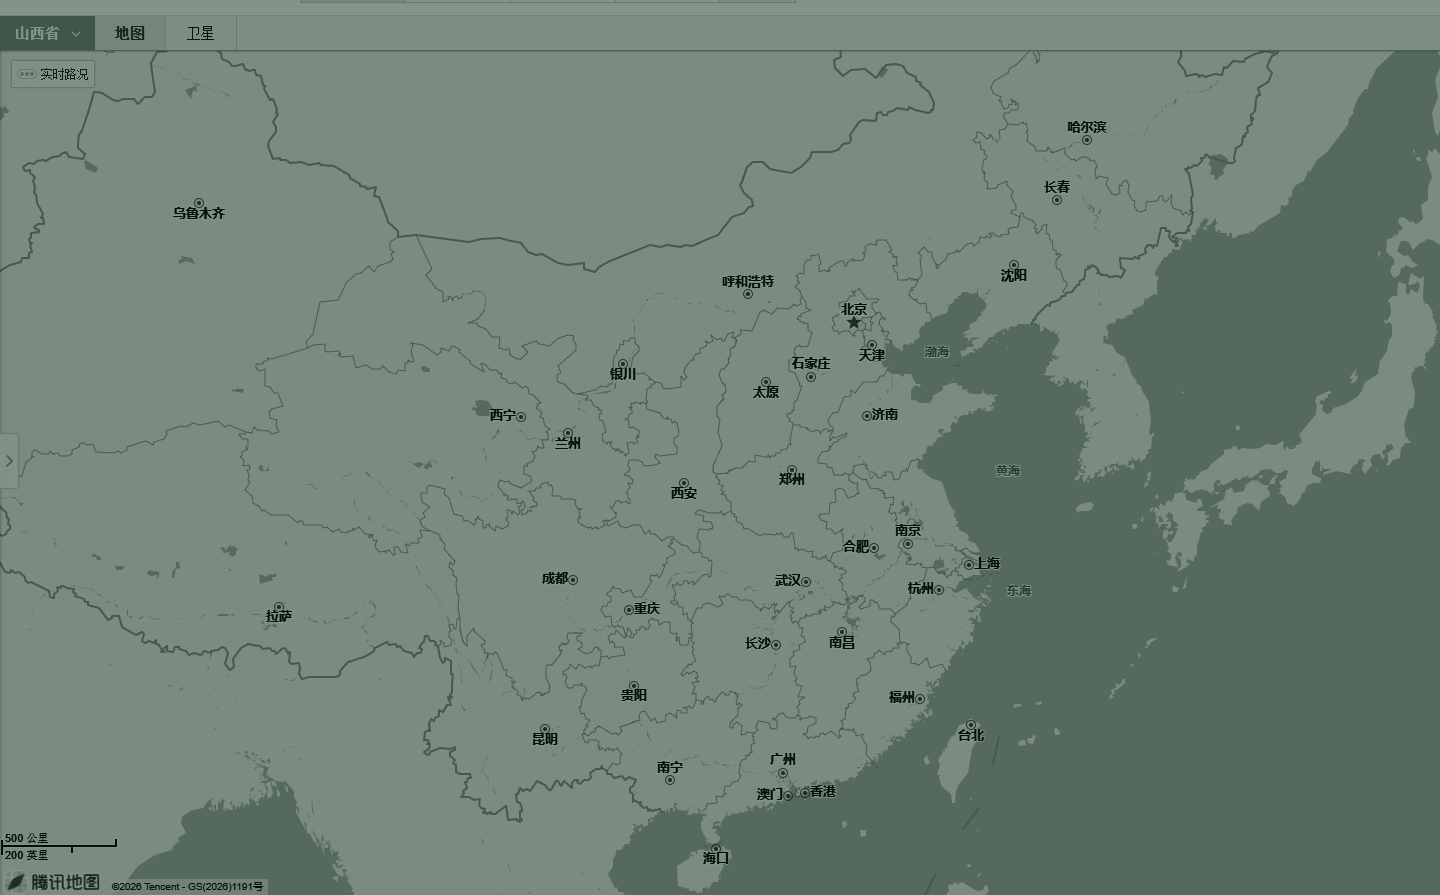 山西省 地图 卫星
实时路况
哈尔滨
长春
乌鲁木齐
沈阳
呼和浩特
北京
渤海
天津
石家庄
银川
太原
西宁
济南
兰州
黄海
郑州
西安
南京
合肥
上海
成都
武汉
杭州
东海
重庆
拉萨
长沙
南昌
贵阳
福州
台北
昆明
广州
南宁
澳门
香港
500 公里
200 英里
海口
腾讯地图
©2026 Tencent - GS(2026)1191号